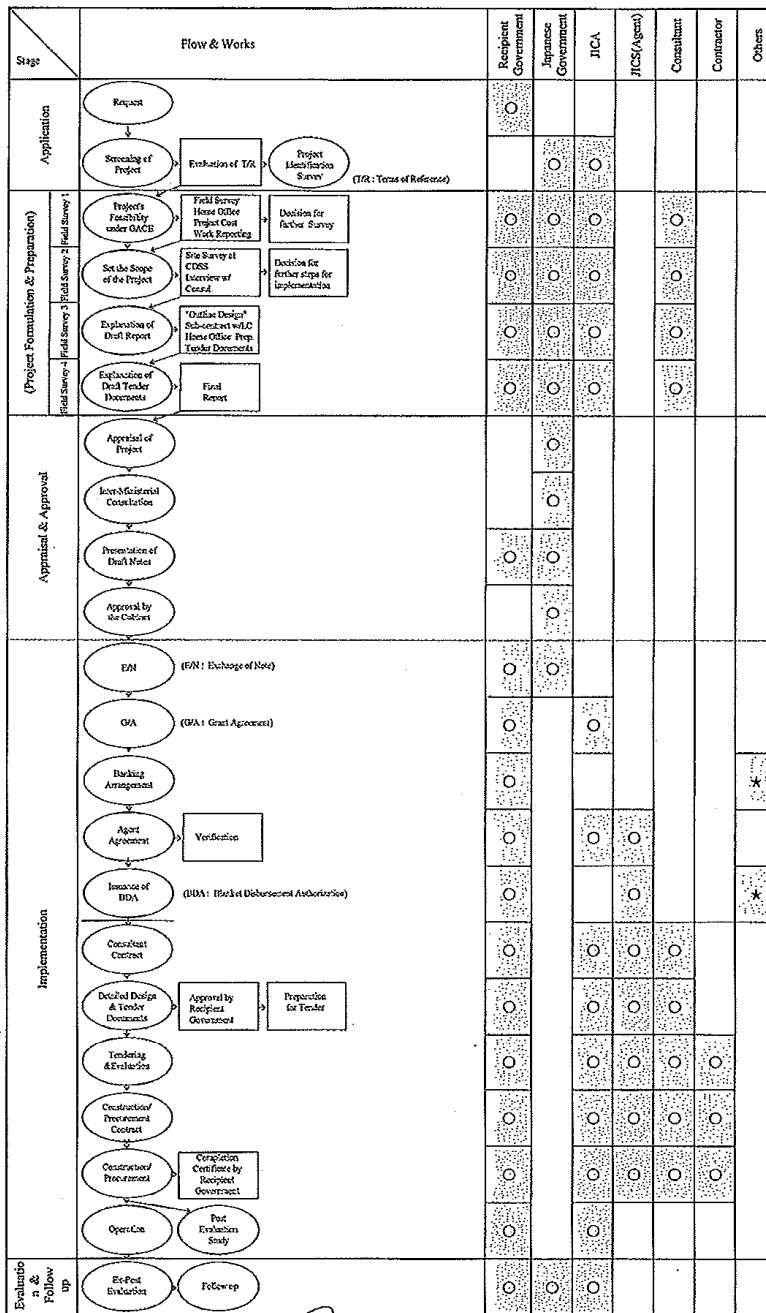 Stage
Flow & Works
Recipient
Government
Japanese
Government
JICA
JICS(Agent)
Consultant
Contractor
Others
Application
Request
Screening of
Project
Evaluation of T/R
Project
Identification
Survey
(T/R : Terms of Reference)
(Project Formulation & Preparation)
Field Survey 1
Project's
Feasibility
under GACE
Field Survey
Home Office
Project Cost
Work Reporting
Decision for
further Survey
Field Survey 2
Set the Scope
of the Project
Site Survey at
CDSS
Interview w/
Consul.
Decision for
further steps for
implementation
Field Survey 3
Explanation of
Draft Report
"Outline Design"
Sub-contract w/LC
Home Office Prep.
Tender Documents
Field Survey 4
Explanation of
Draft Tender
Documents
Final
Report
Appraisal & Approval
Appraisal of
Project
Inter-Ministerial
Consultation
Presentation of
Draft Notes
Approval by
the Cabinet
Implementation
E/N
(E/N : Exchange of Note)
G/A
(G/A : Grant Agreement)
Banking
Arrangement
Agent
Agreement
Verification
Issuance of
BDA
(BDA : Blanket Disbursement Authorization)
Consultant
Contract
Detailed Design
& Tender
Documents
Approval by
Recipient
Government
Preparation
for Tender
Tendering
& Evaluation
Construction/
Procurement
Contract
Construction/
Procurement
Completion
Certificate by
Recipient
Government
Operation
Post
Evaluation
Study
Evaluatio
n &
Follow
up
Ex-Post
Evaluation
Follow up